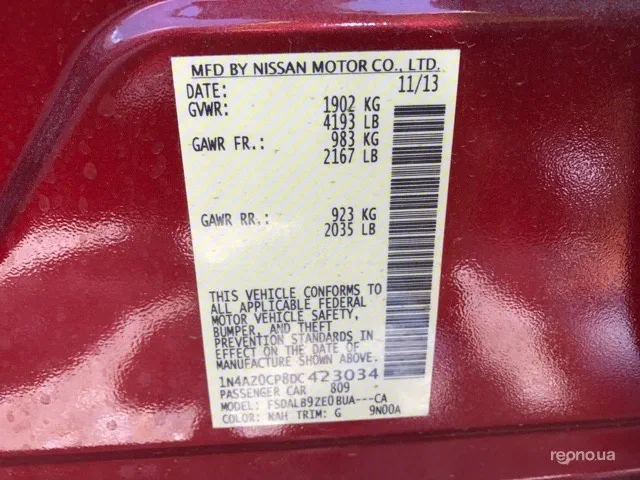 MFD BY NISSAN MOTOR CO., LTD.
DATE: 11/13
GVWR: 1902 KG
4193 LB
GAWR FR.: 983 KG
2167 LB
GAWR RR.: 923 KG
2035 LB
THIS VEHICLE CONFORMS TO
ALL APPLICABLE FEDERAL
MOTOR VEHICLE SAFETY,
BUMPER, AND THEFT
PREVENTION STANDARDS IN
EFFECT ON THE DATE OF
MANUFACTURE SHOWN ABOVE.
1N4AZ0CP8DC423034
PASSENGER CAR 809
MODEL: FSDALB9ZE0BUA---CA
COLOR: NAH TRIM: G 9N00A
repno.ua